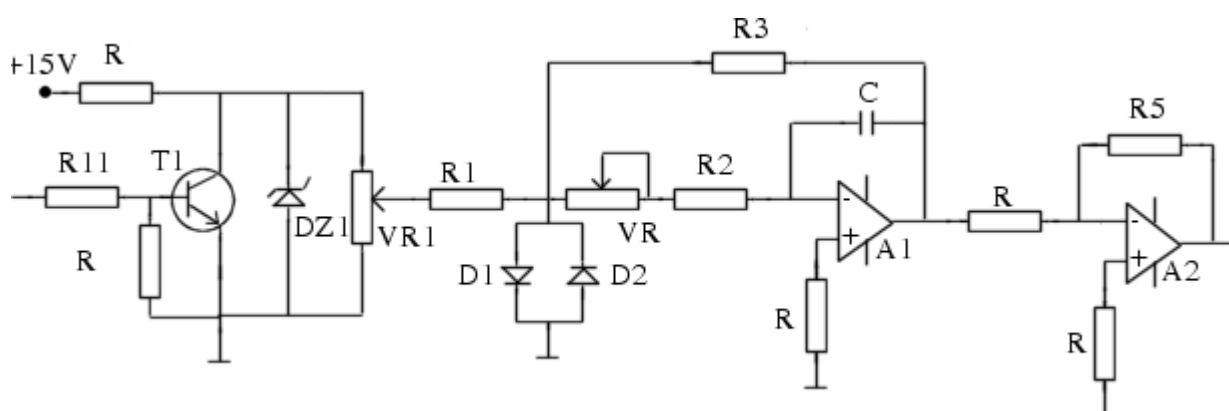 R3
R
+15V
C
R5
R11
T1
R1
R2
-
R
DZ1
VR1
VR
+
A1
-
R
D1
D2
+
A2
R
R